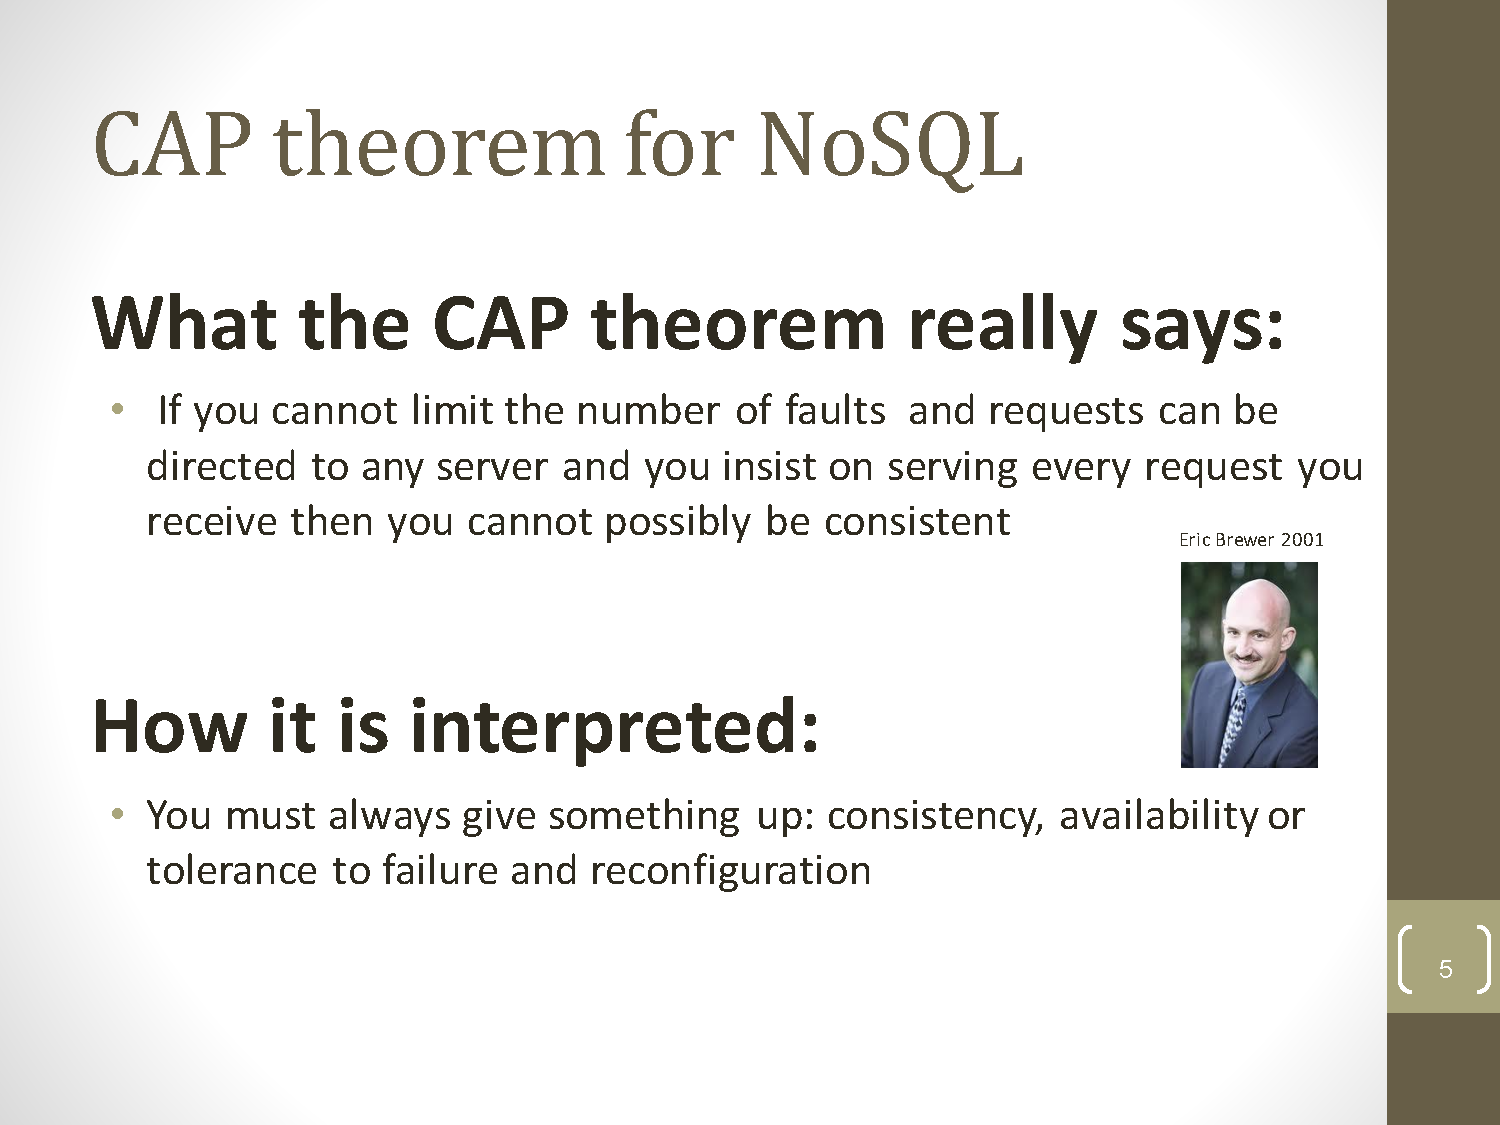 CAP theorem for NoSQL
What the CAP theorem really says:
• If you cannot limit the number of faults and requests can be
directed to any server and you insist on serving every request you
receive then you cannot possibly be consistent
Eric Brewer 2001
How it is interpreted:
• You must always give something up: consistency, availability or
tolerance to failure and reconfiguration
5